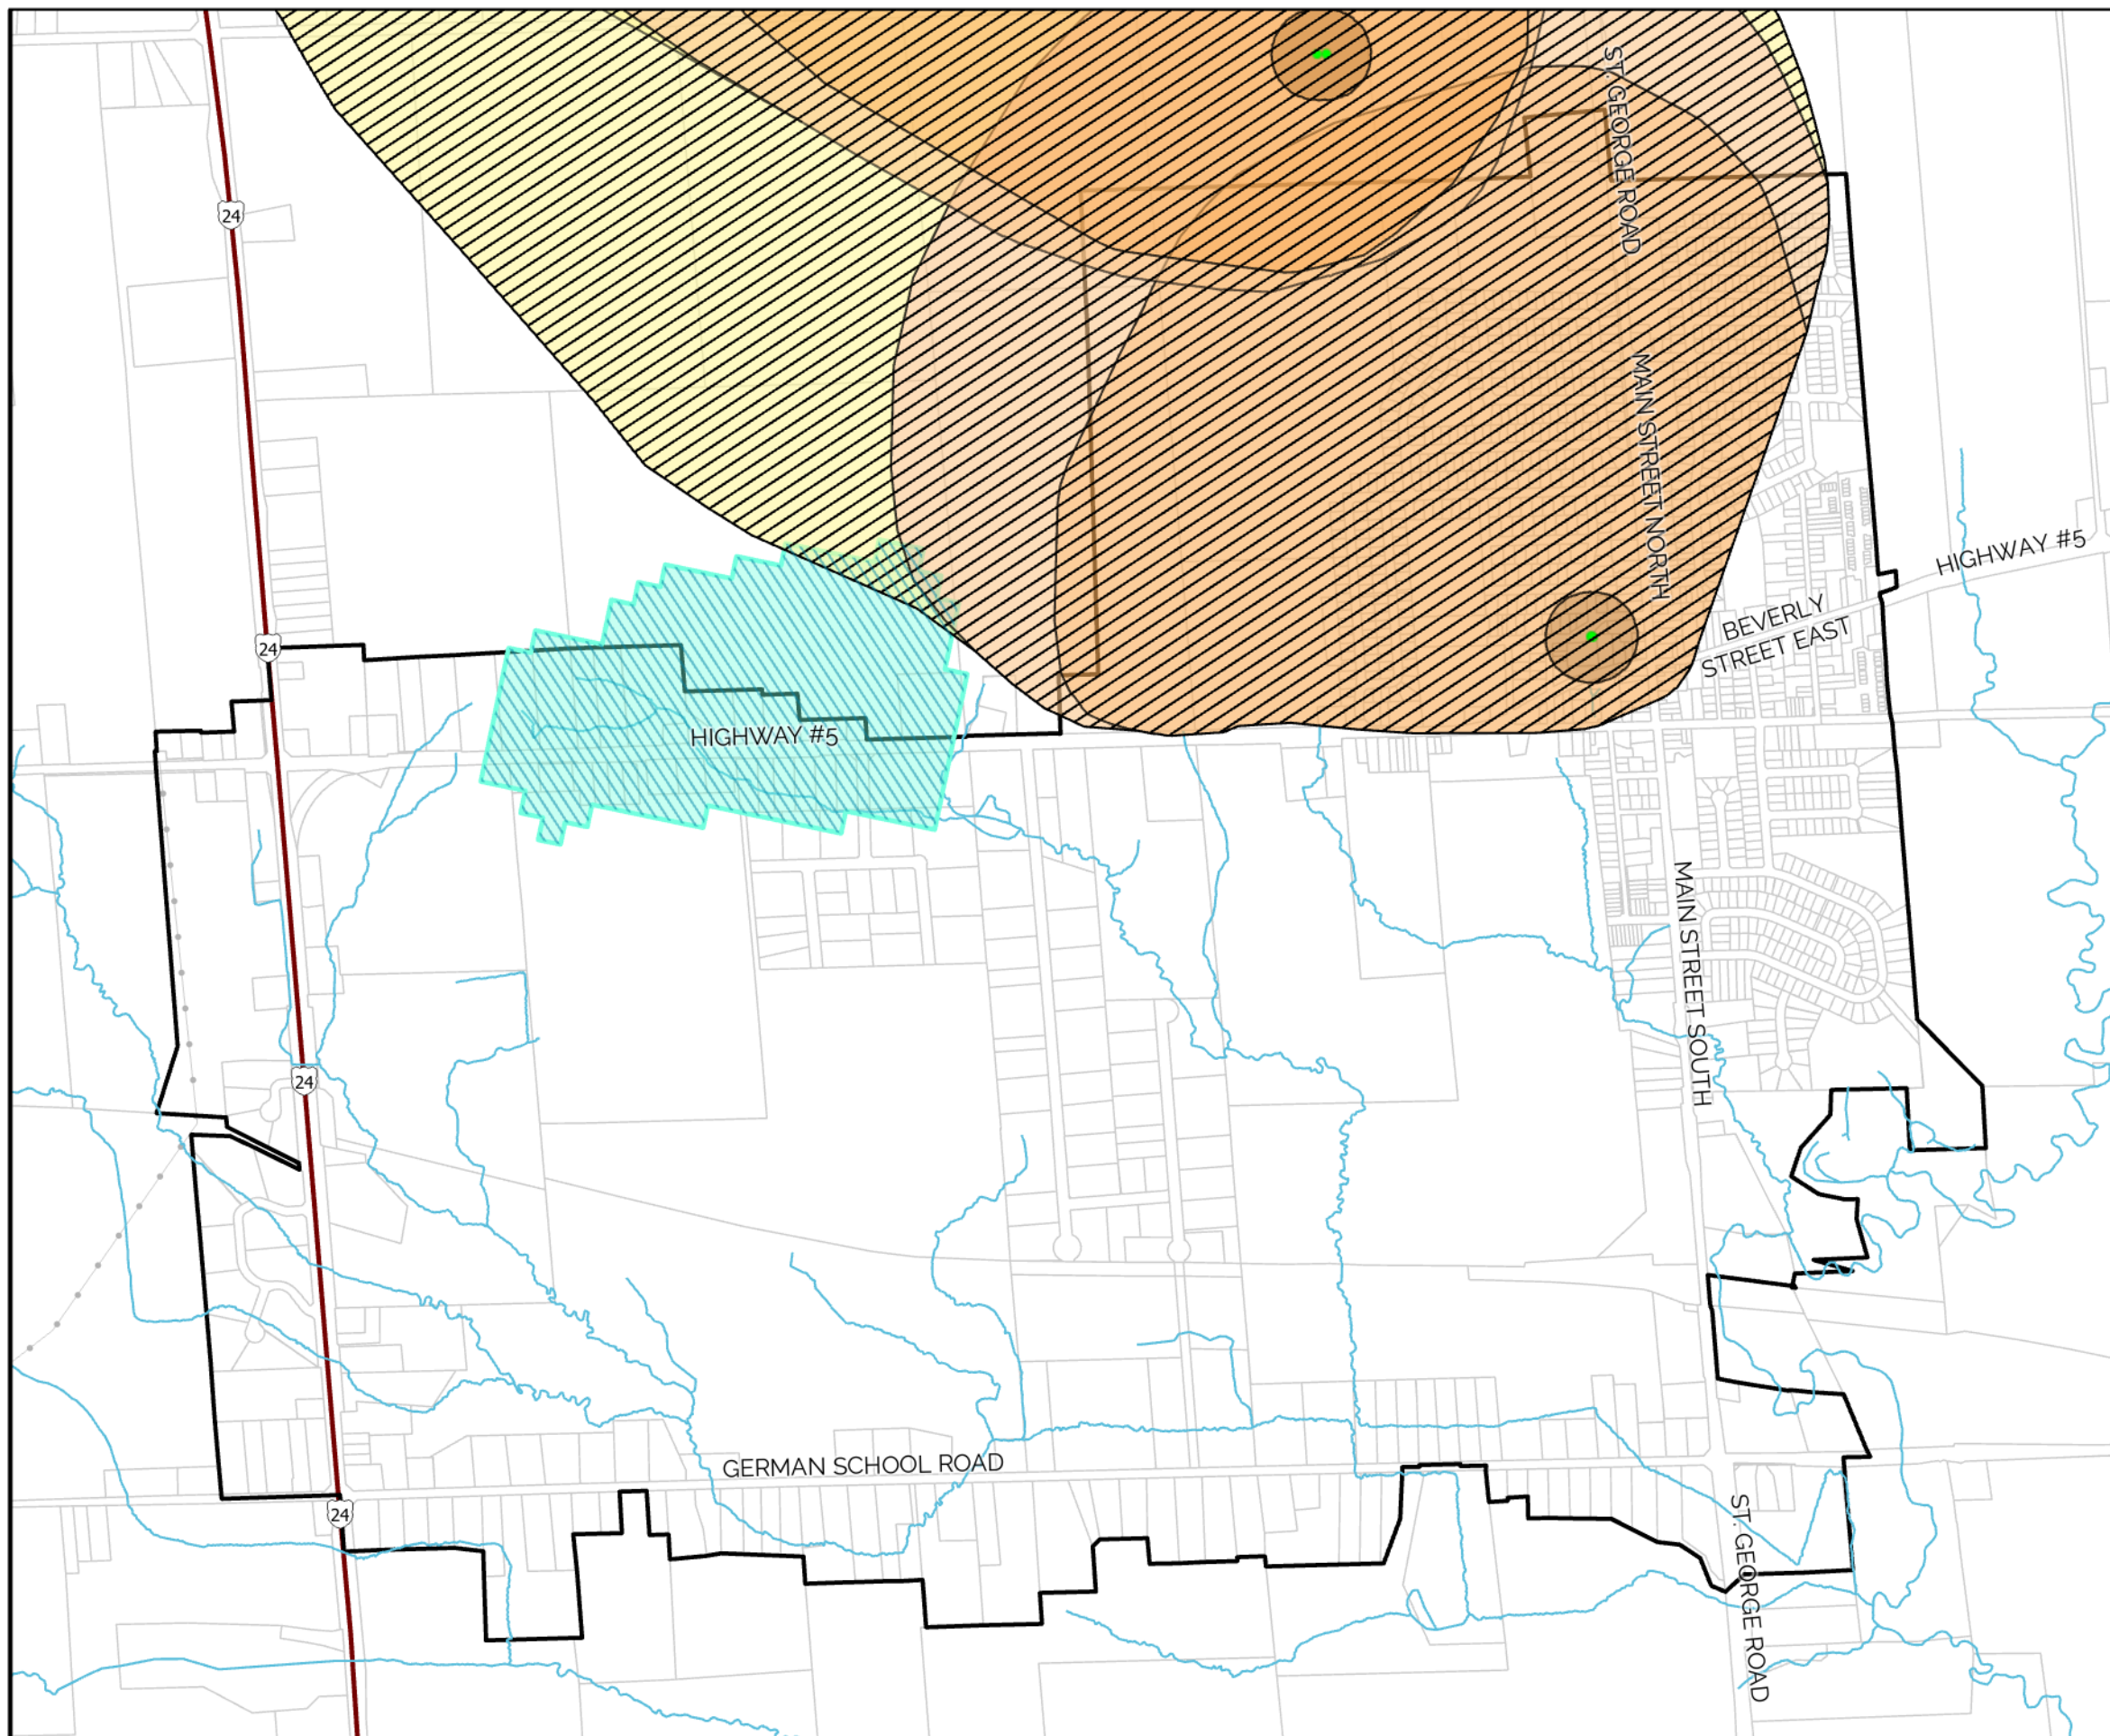 ST. GEORGE ROAD
24
MAIN STREET NORTH
HIGHWAY #5
BEVERLY
STREET EAST
24
HIGHWAY #5
MAIN STREET SOUTH
24
GERMAN SCHOOL ROAD
24
ST. GEORGE ROAD